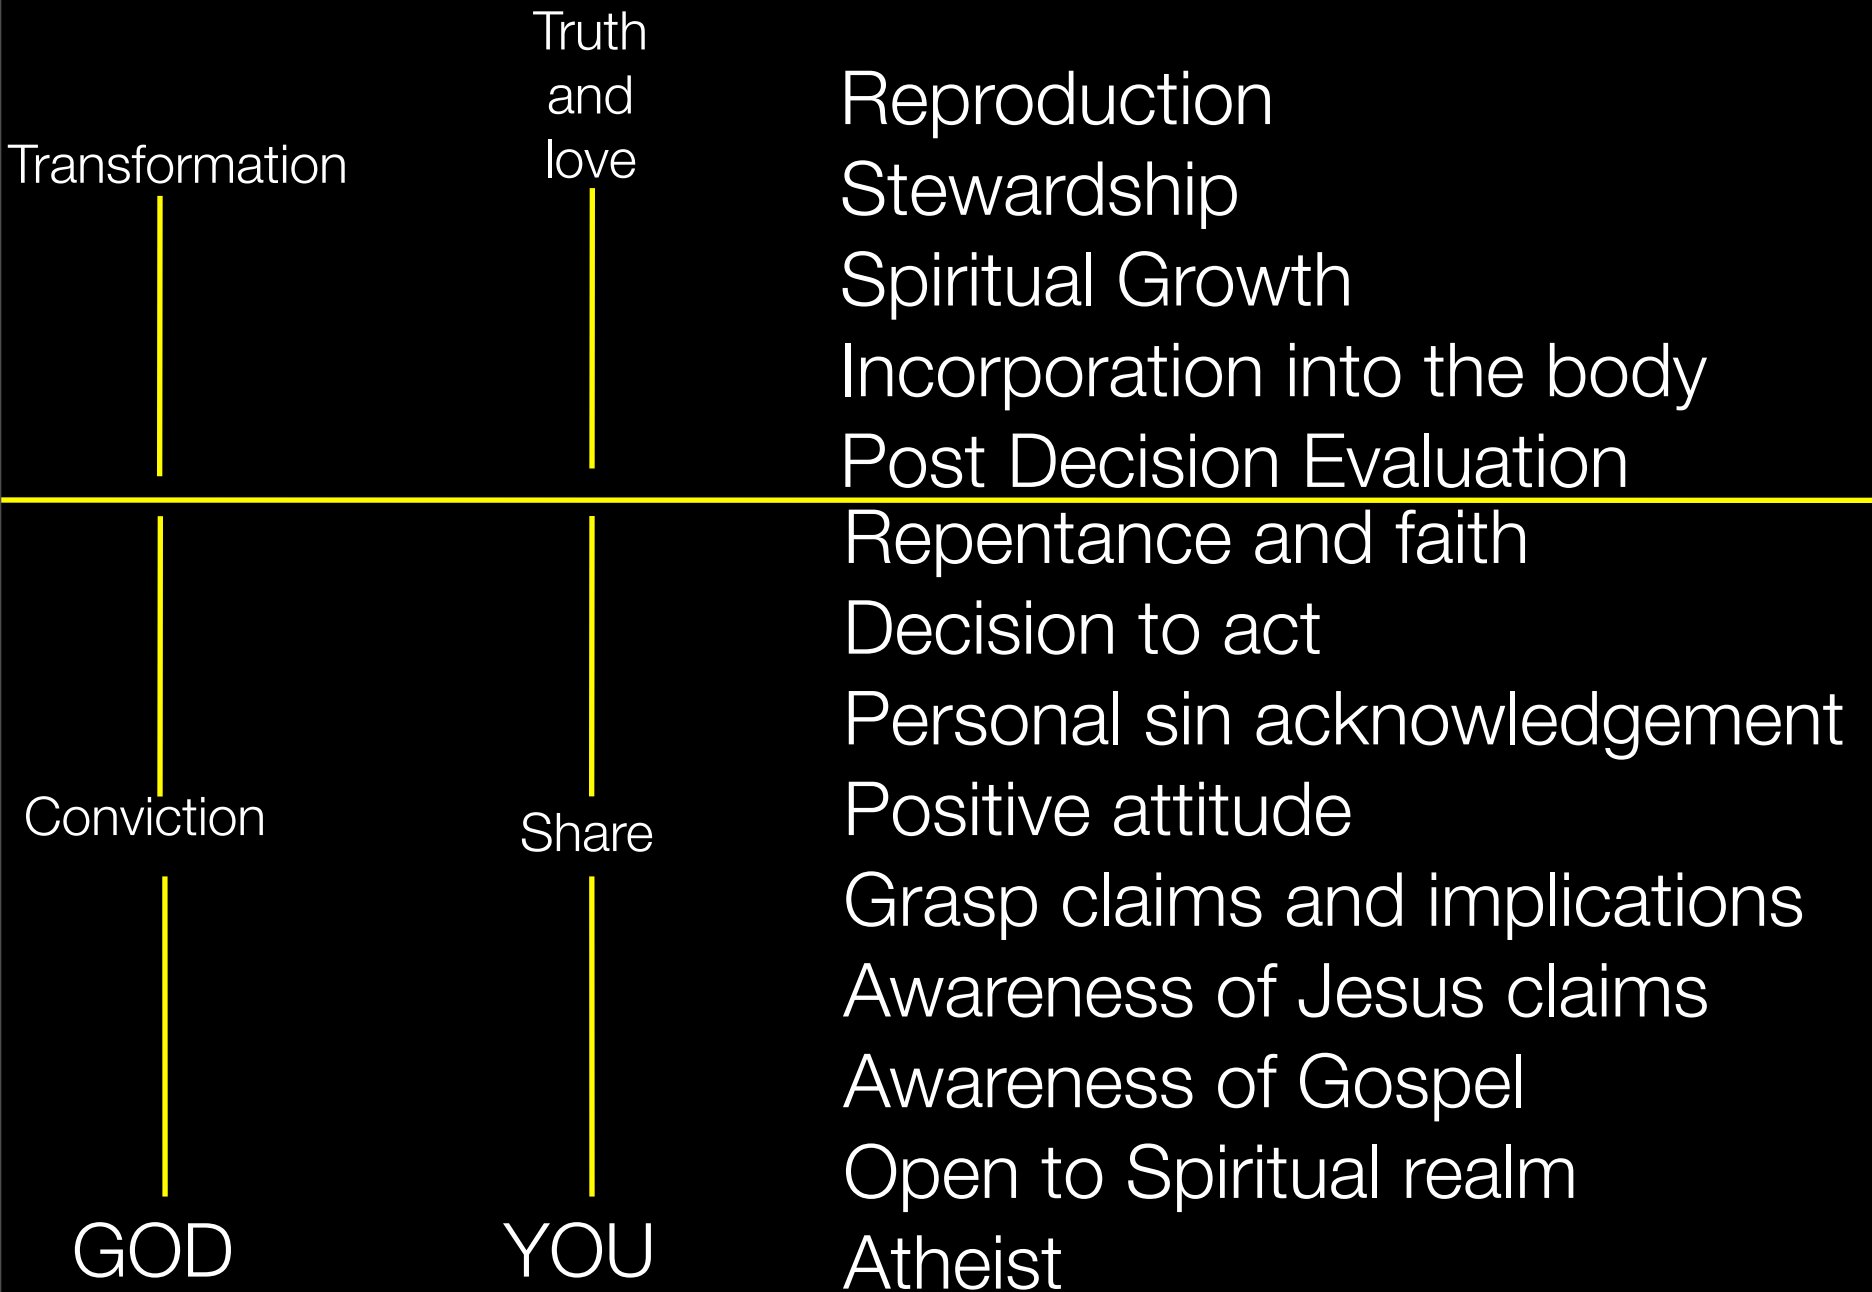 Transformation
Conviction
GOD
Truth
and
love
Share
YOU
Reproduction
Stewardship
Spiritual Growth
Incorporation into the body
Post Decision Evaluation
Repentance and faith
Decision to act
Personal sin acknowledgement
Positive attitude
Grasp claims and implications
Awareness of Jesus claims
Awareness of Gospel
Open to Spiritual realm
Atheist